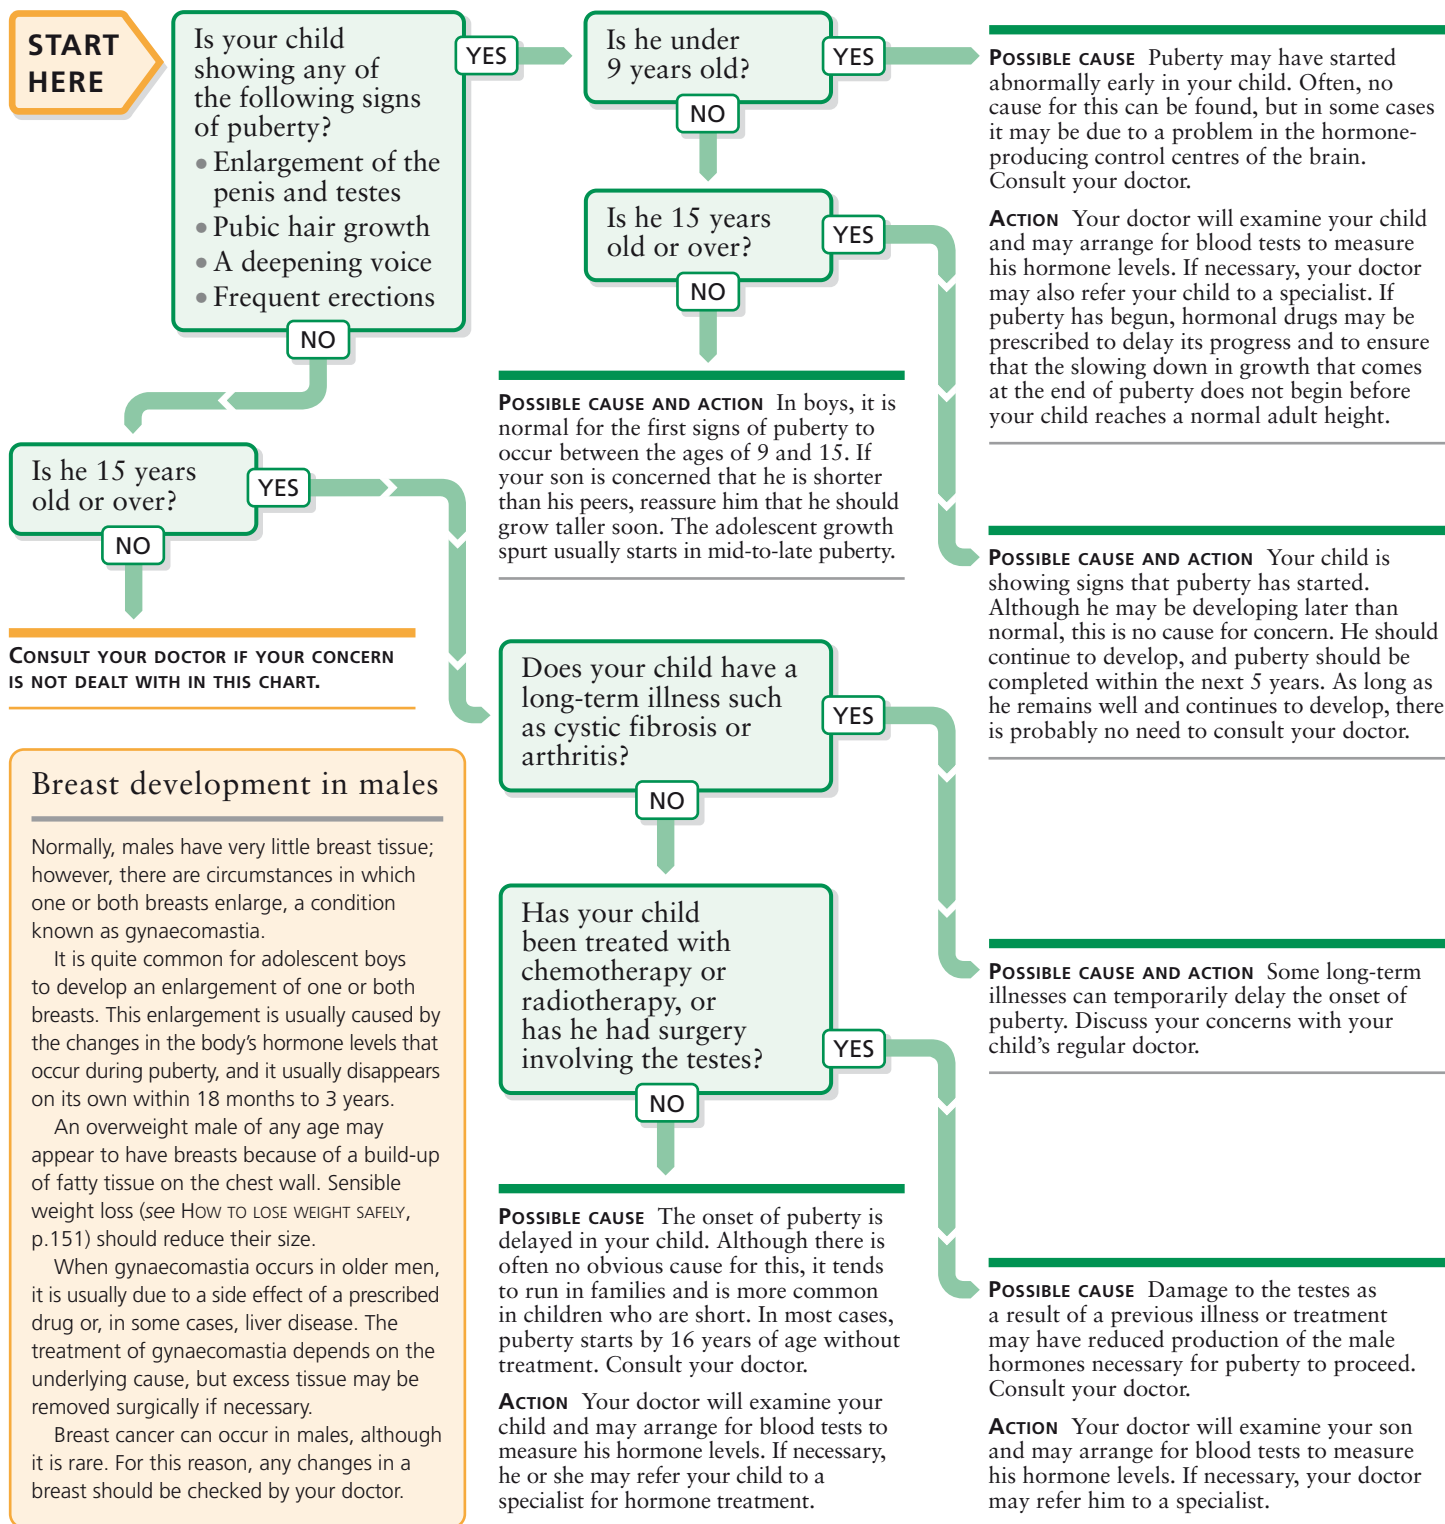 START
HERE
Is your child
showing any of
the following signs
of puberty?
• Enlargement of the
penis and testes
• Pubic hair growth
• A deepening voice
• Frequent erections
YES
NO
Is he under
9 years old?
YES
NO
POSSIBLE CAUSE Puberty may have started
abnormally early in your child. Often, no
cause for this can be found, but in some cases
it may be due to a problem in the hormone-
producing control centres of the brain.
Consult your doctor.
ACTION Your doctor will examine your child
and may arrange for blood tests to measure
his hormone levels. If necessary, your doctor
may also refer your child to a specialist. If
puberty has begun, hormonal drugs may be
prescribed to delay its progress and to ensure
that the slowing down in growth that comes
at the end of puberty does not begin before
your child reaches a normal adult height.
Is he 15 years
old or over?
YES
NO
POSSIBLE CAUSE AND ACTION In boys, it is
normal for the first signs of puberty to
occur between the ages of 9 and 15. If
your son is concerned that he is shorter
than his peers, reassure him that he should
grow taller soon. The adolescent growth
spurt usually starts in mid-to-late puberty.
POSSIBLE CAUSE AND ACTION Your child is
showing signs that puberty has started.
Although he may be developing later than
normal, this is no cause for concern. He should
continue to develop, and puberty should be
completed within the next 5 years. As long as
he remains well and continues to develop, there
is probably no need to consult your doctor.
Is he 15 years
old or over?
YES
NO
CONSULT YOUR DOCTOR IF YOUR CONCERN
IS NOT DEALT WITH IN THIS CHART.
Does your child have a
long-term illness such
as cystic fibrosis or
arthritis?
YES
NO
POSSIBLE CAUSE AND ACTION Some long-term
illnesses can temporarily delay the onset of
puberty. Discuss your concerns with your
child's regular doctor.
Has your child
been treated with
chemotherapy or
radiotherapy, or
has he had surgery
involving the testes?
YES
NO
POSSIBLE CAUSE The onset of puberty is
delayed in your child. Although there is
often no obvious cause for this, it tends
to run in families and is more common
in children who are short. In most cases,
puberty starts by 16 years of age without
treatment. Consult your doctor.
ACTION Your doctor will examine your
child and may arrange for blood tests to
measure his hormone levels. If necessary,
he or she may refer your child to a
specialist for hormone treatment.
POSSIBLE CAUSE Damage to the testes as
a result of a previous illness or treatment
may have reduced production of the male
hormones necessary for puberty to proceed.
Consult your doctor.
ACTION Your doctor will examine your son
and may arrange for blood tests to measure
his hormone levels. If necessary, your doctor
may refer him to a specialist.
Breast development in males
Normally, males have very little breast tissue;
however, there are circumstances in which
one or both breasts enlarge, a condition
known as gynaecomastia.
It is quite common for adolescent boys
to develop an enlargement of one or both
breasts. This enlargement is usually caused by
the changes in the body's hormone levels that
occur during puberty, and it usually disappears
on its own within 18 months to 3 years.
An overweight male of any age may
appear to have breasts because of a build-up
of fatty tissue on the chest wall. Sensible
weight loss (see HOW TO LOSE WEIGHT SAFELY,
p.151) should reduce their size.
When gynaecomastia occurs in older men,
it is usually due to a side effect of a prescribed
drug or, in some cases, liver disease. The
treatment of gynaecomastia depends on the
underlying cause, but excess tissue may be
removed surgically if necessary.
Breast cancer can occur in males, although
it is rare. For this reason, any changes in a
breast should be checked by your doctor.